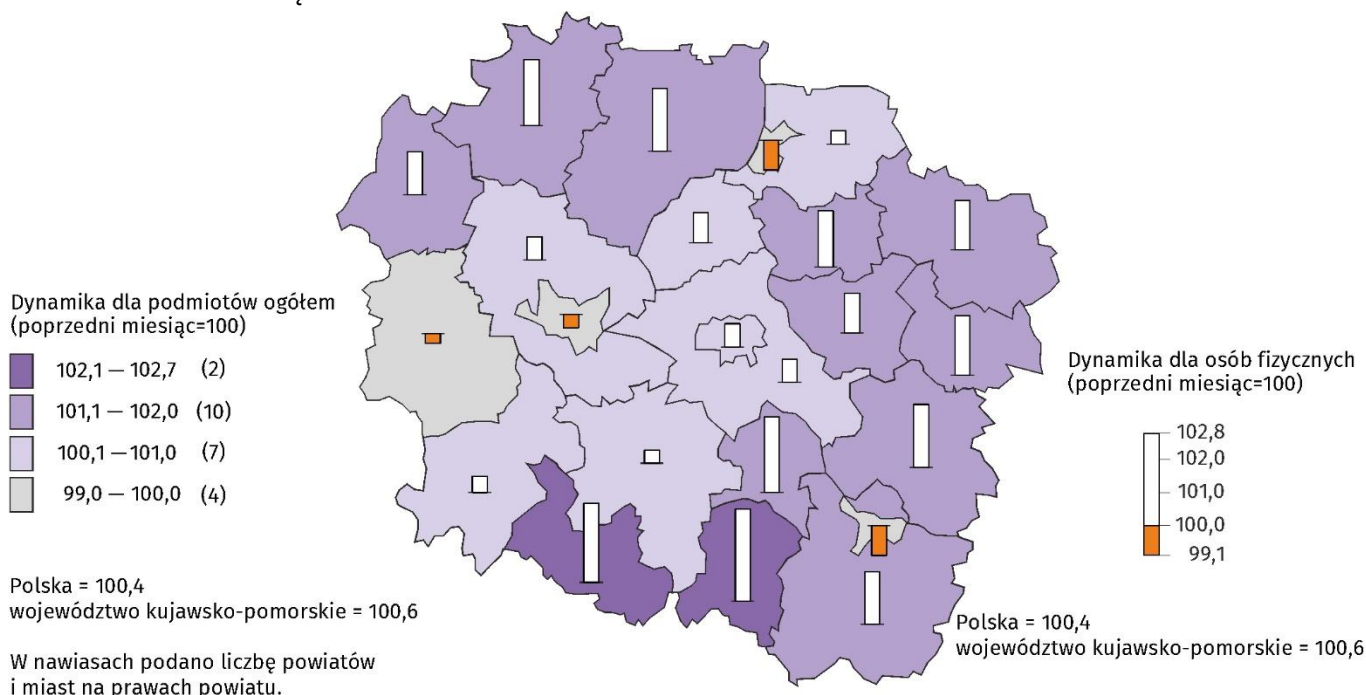 Dynamika dla podmiotów ogółem
(poprzedni miesiąc=100)
102,1 — 102,7 (2)
101,1 — 102,0 (10)
100,1 —101,0 (7)
99,0 — 100,0 (4)
Polska = 100,4
województwo kujawsko-pomorskie = 100,6
W nawiasach podano liczbę powiatów
i miast na prawach powiatu.
Dynamika dla osób fizycznych
(poprzedni miesiąc=100)
102,8
102,0
101,0
100,0
99,1
Polska = 100,4
województwo kujawsko-pomorskie = 100,6